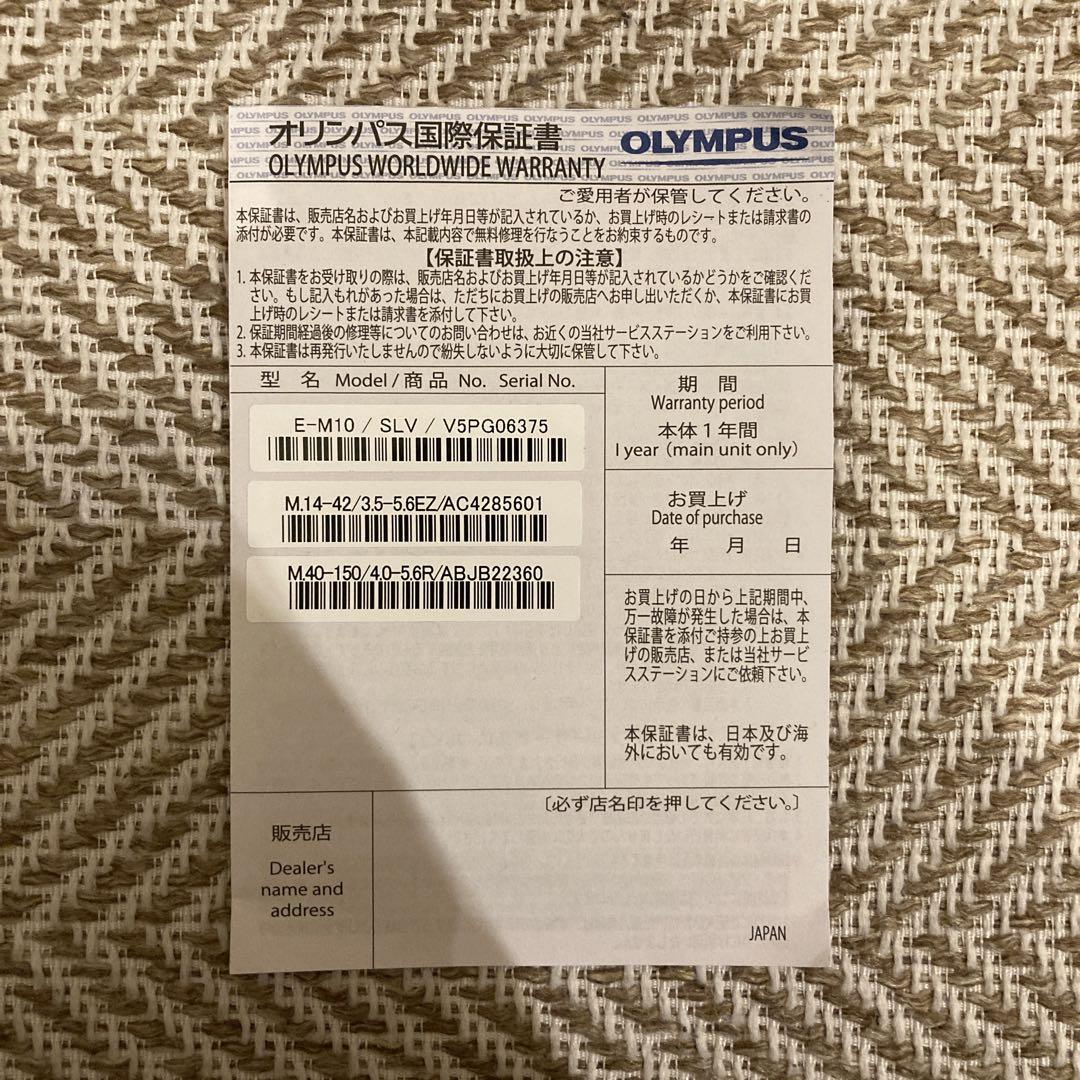 オリンパス国際保証書
OLYMPUS WORLDWIDE WARRANTY
OLYMPUS
ご愛用者が保管してください。
本保証書は、販売店名およびお買上げ年月日等が記入されているか、お買上げ時のレシートまたは請求書の
添付が必要です。本保証書は、本記載内容で無料修理を行なうことをお約束するものです。
【保証書取扱上の注意】
1. 本保証書をお受け取りの際は、販売店名およびお買上げ年月日等が記入されているかどうかをご確認くだ
さい。もし記入もれがあった場合は、ただちにお買上げの販売店へお申し出いただくか、本保証書にお買
上げ時のレシートまたは請求書を添付して下さい。
2. 保証期間経過後の修理等についてのお問い合わせは、お近くの当社サービスステーションをご利用下さい。
3. 本保証書は再発行いたしませんので紛失しないように大切に保管して下さい。
型 名 Model / 商品 No. Serial No.
E-M10 / SLV / V5PG06375
M.14-42/3.5-5.6EZ/AC4285601
M.40-150/4.0-5.6R/ABJB22360
期 間
Warranty period
本体1年間
1 year (main unit only)
お買上げ
Date of purchase
年 月 日
お買上げの日から上記期間中、
万一故障が発生した場合は、本
保証書を添付ご持参の上お買上
げの販売店、または当社サービ
スステーションにご依頼下さい。
本保証書は、日本及び海
外においても有効です。
〔必ず店名印を押してください。〕
販売店
Dealer's
name and
address
JAPAN